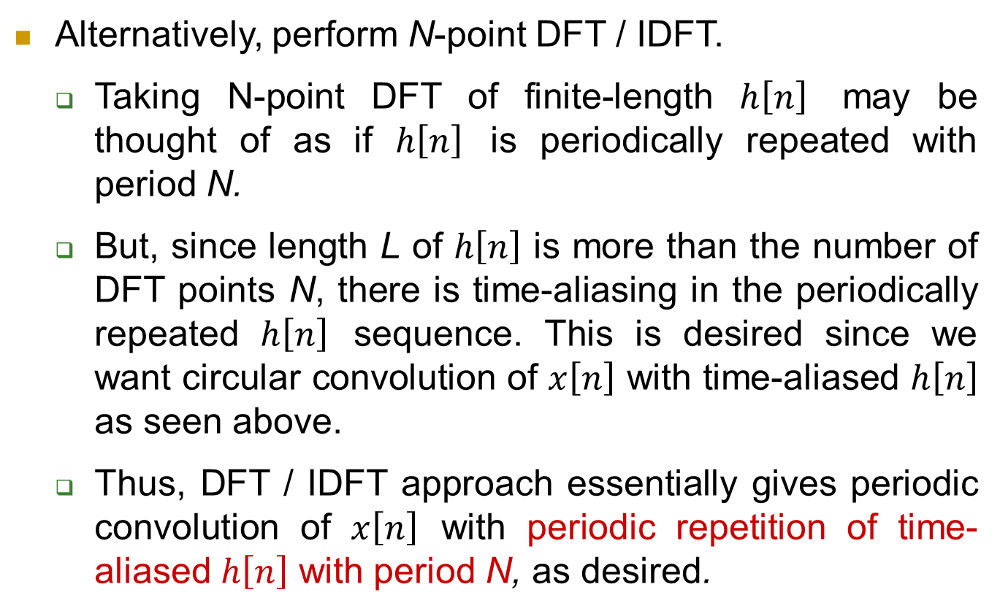 Alternatively, perform N-point DFT / IDFT.
Taking N-point DFT of finite-length h[n] may be
thought of as if h[n] is periodically repeated with
period N.
But, since length L of h[n] is more than the number of
DFT points N, there is time-aliasing in the periodically
repeated h[n] sequence. This is desired since we
want circular convolution of x[n] with time-aliased h[n]
as seen above.
Thus, DFT / IDFT approach essentially gives periodic
convolution of x[n] with periodic repetition of time-
aliased h[n] with period N, as desired.